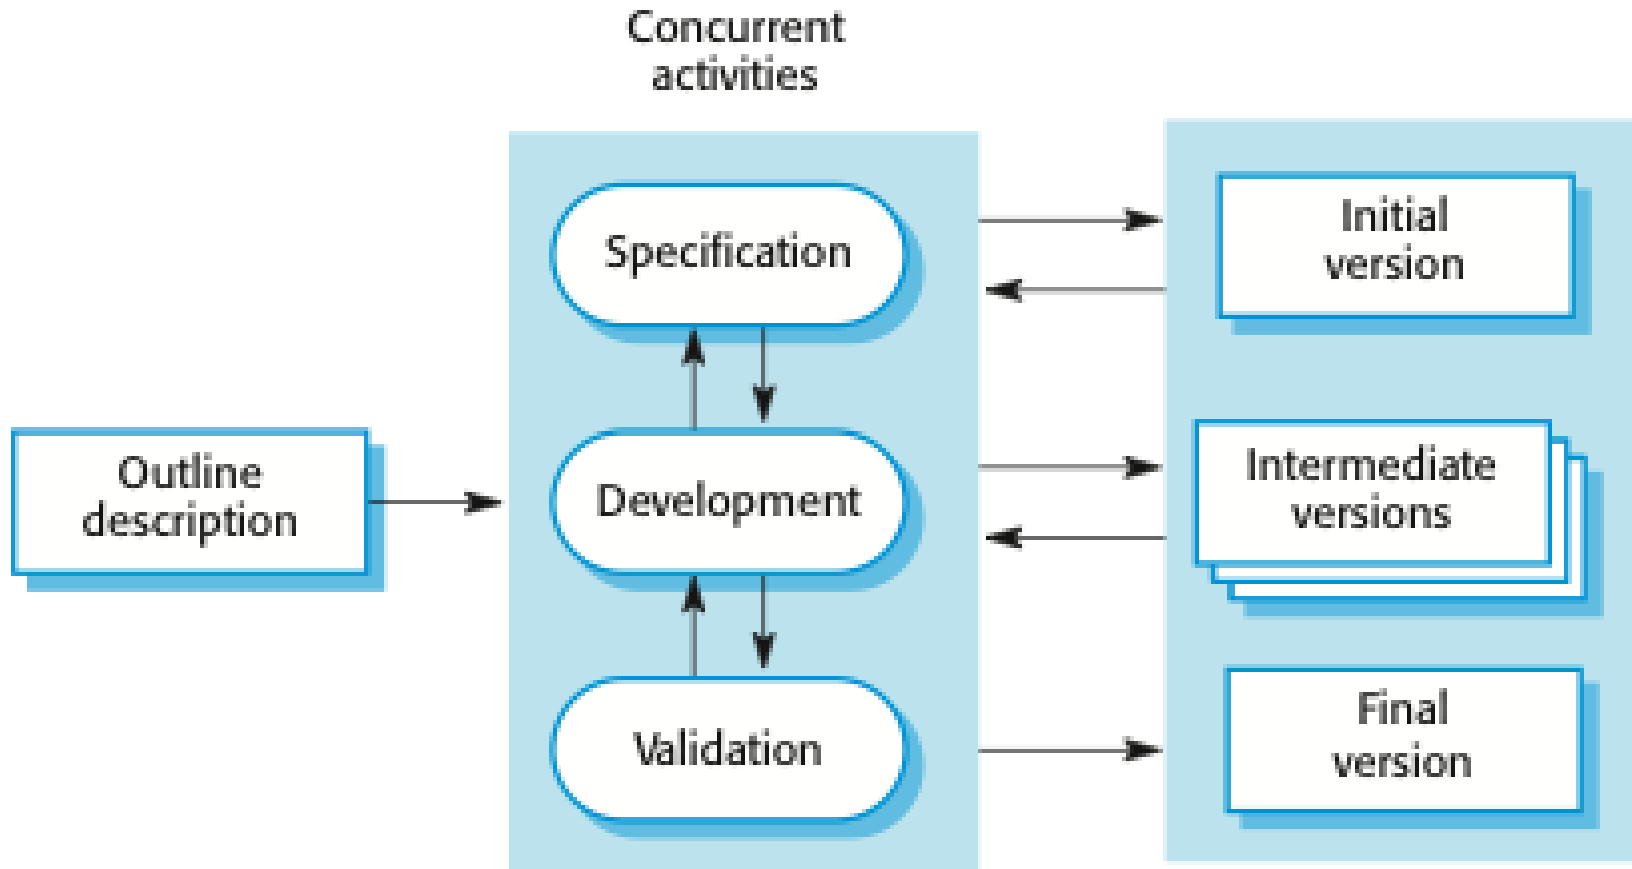 Concurrent
activities
Specification
Initial
version
Outline
description
Development
Intermediate
versions
Validation
Final
version